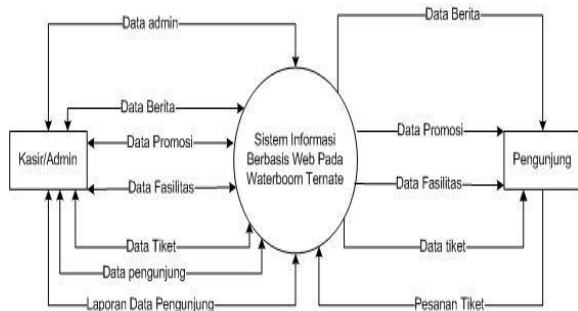 Data admin
Data Berita
Data Berita
Data Promosi
Data Promosi
Kasir/Admin
Sistem Informasi
Berbasis Web Pada
Waterboom Ternate
Pengunjung
Data Fasilitas
Data Fasilitas
Data Tiket
Data tiket
Data pengunjung
Laporan Data Pengunjung
Pesanan Tiket